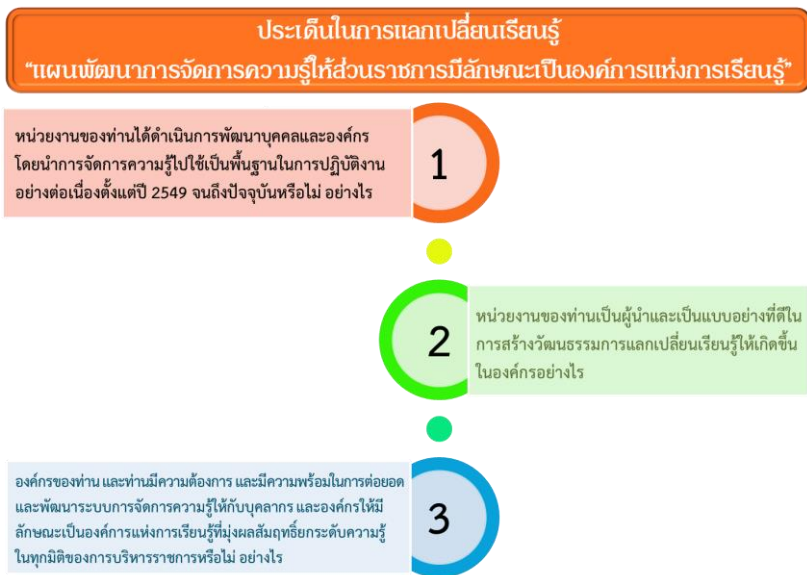 ประเด็นในการแลกเปลี่ยนเรียนรู้
“แผนพัฒนาการจัดการความรู้ให้ส่วนราชการมีลักษณะเป็นองค์การแห่งการเรียนรู้”
หน่วยงานของท่านได้ดำเนินการพัฒนาบุคคลและองค์กร
โดยนำการจัดการความรู้ไปใช้เป็นพื้นฐานในการปฏิบัติงาน
อย่างต่อเนื่องตั้งแต่ปี 2549 จนถึงปัจจุบันหรือไม่ อย่างไร
1
2
หน่วยงานของท่านเป็นผู้นำและเป็นแบบอย่างที่ดีใน
การสร้างวัฒนธรรมการแลกเปลี่ยนเรียนรู้ให้เกิดขึ้น
ในองค์กรอย่างไร
องค์กรของท่าน และท่านมีความต้องการ และมีความพร้อมในการต่อยอด
และพัฒนาระบบการจัดการความรู้ให้กับบุคลากร และองค์กรให้มี
ลักษณะเป็นองค์การแห่งการเรียนรู้ที่มุ่งผลสัมฤทธิ์ยกระดับความรู้
ในทุกมิติของการบริหารราชการหรือไม่ อย่างไร
3